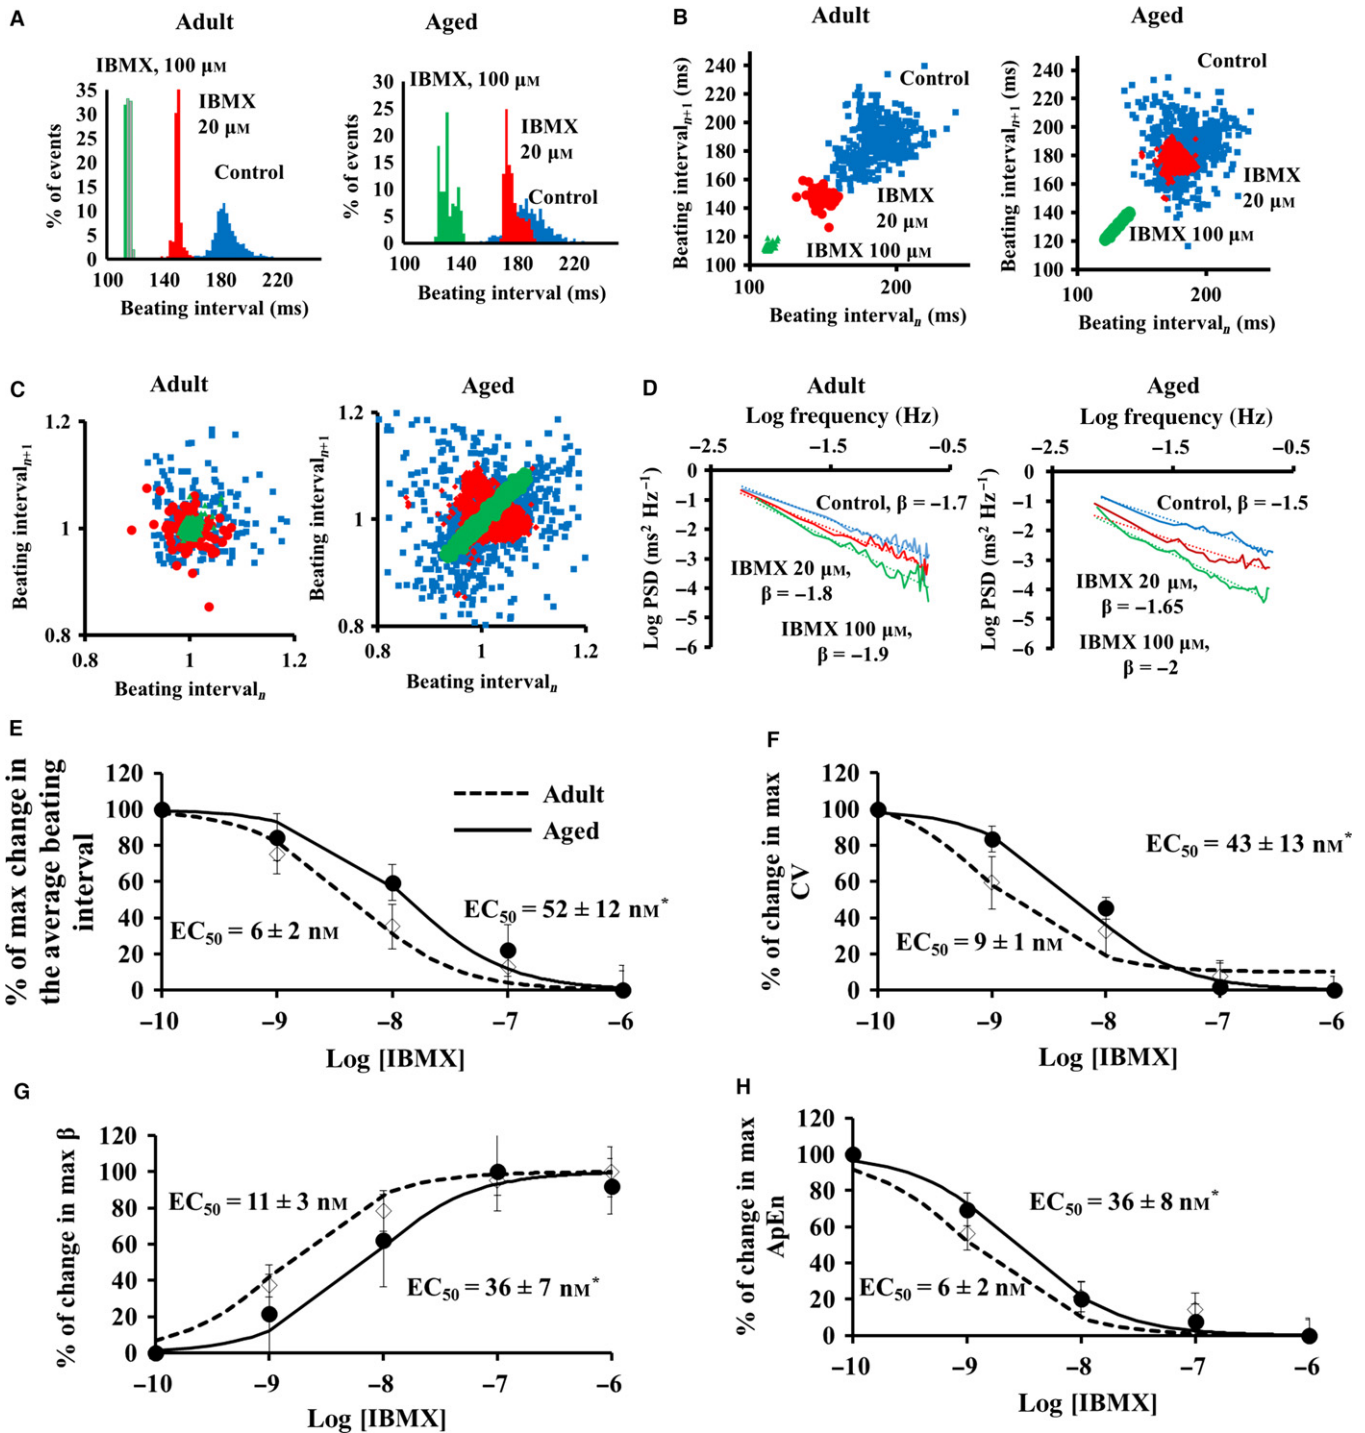 A
Adult
Aged
IBMX, 100 μM
IBMX
20 μM
Control
% of events
35
30
25
20
15
10
5
0
100 140 180 220
Beating interval (ms)
IBMX, 100 μM
IBMX
20 μM
Control
% of events
30
25
20
15
10
5
0
100 140 180 220
Beating interval (ms)
B
Adult
Aged
Control
IBMX
20 μM
IBMX 100 μM
Beating intervaln+1 (ms)
240
220
200
180
160
140
120
100
100 200
Beating intervaln (ms)
Control
IBMX
20 μM
IBMX 100 μM
Beating intervaln+1 (ms)
240
220
200
180
160
140
120
100
100 200
Beating intervaln (ms)
C
Adult
Aged
Beating intervaln+1
1.2
1
0.8
0.8 1 1.2
Beating intervaln
Beating intervaln+1
1.2
1
0.8
0.8 1 1.2
Beating intervaln
D
Adult
Aged
Log frequency (Hz)
−2.5 −1.5 −0.5
Log PSD (ms² Hz⁻¹)
0
−1
−2
−3
−4
−5
−6
Control, β = −1.7
IBMX 20 μM,
β = −1.8
IBMX 100 μM,
β = −1.9
Log frequency (Hz)
−2.5 −1.5 −0.5
Log PSD (ms² Hz⁻¹)
0
−1
−2
−3
−4
−5
−6
Control, β = −1.5
IBMX 20 μM,
β = −1.65
IBMX 100 μM,
β = −2
E
% of max change in
the average beating
interval
120
100
80
60
40
20
0
−10 −9 −8 −7 −6
Log [IBMX]
Adult
Aged
EC50 = 6 ± 2 nM
EC50 = 52 ± 12 nM*
F
% of change in max
CV
120
100
80
60
40
20
0
−10 −9 −8 −7 −6
Log [IBMX]
EC50 = 43 ± 13 nM*
EC50 = 9 ± 1 nM
G
% of change in max β
120
100
80
60
40
20
0
−10 −9 −8 −7 −6
Log [IBMX]
EC50 = 11 ± 3 nM
EC50 = 36 ± 7 nM*
H
% of change in max
ApEn
120
100
80
60
40
20
0
−10 −9 −8 −7 −6
Log [IBMX]
EC50 = 36 ± 8 nM*
EC50 = 6 ± 2 nM